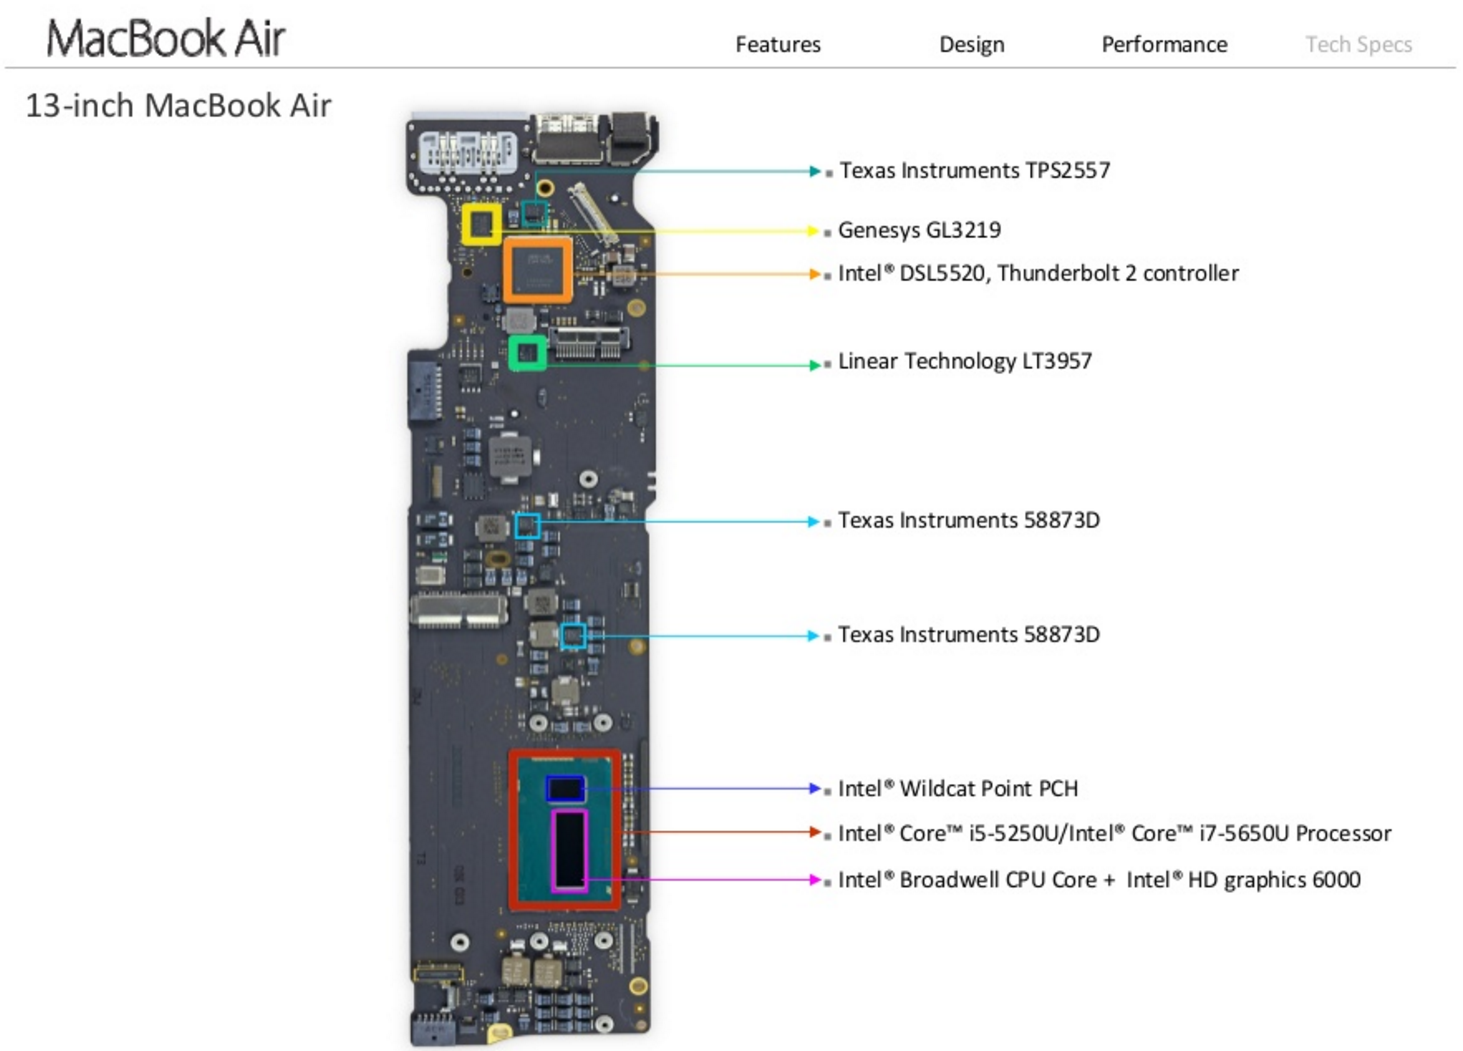 MacBook Air
Features
Design
Performance
Tech Specs
13-inch MacBook Air
Texas Instruments TPS2557
Genesys GL3219
Intel® DSL5520, Thunderbolt 2 controller
Linear Technology LT3957
Texas Instruments 58873D
Texas Instruments 58873D
Intel® Wildcat Point PCH
Intel® Core™ i5-5250U/Intel® Core™ i7-5650U Processor
Intel® Broadwell CPU Core + Intel® HD graphics 6000